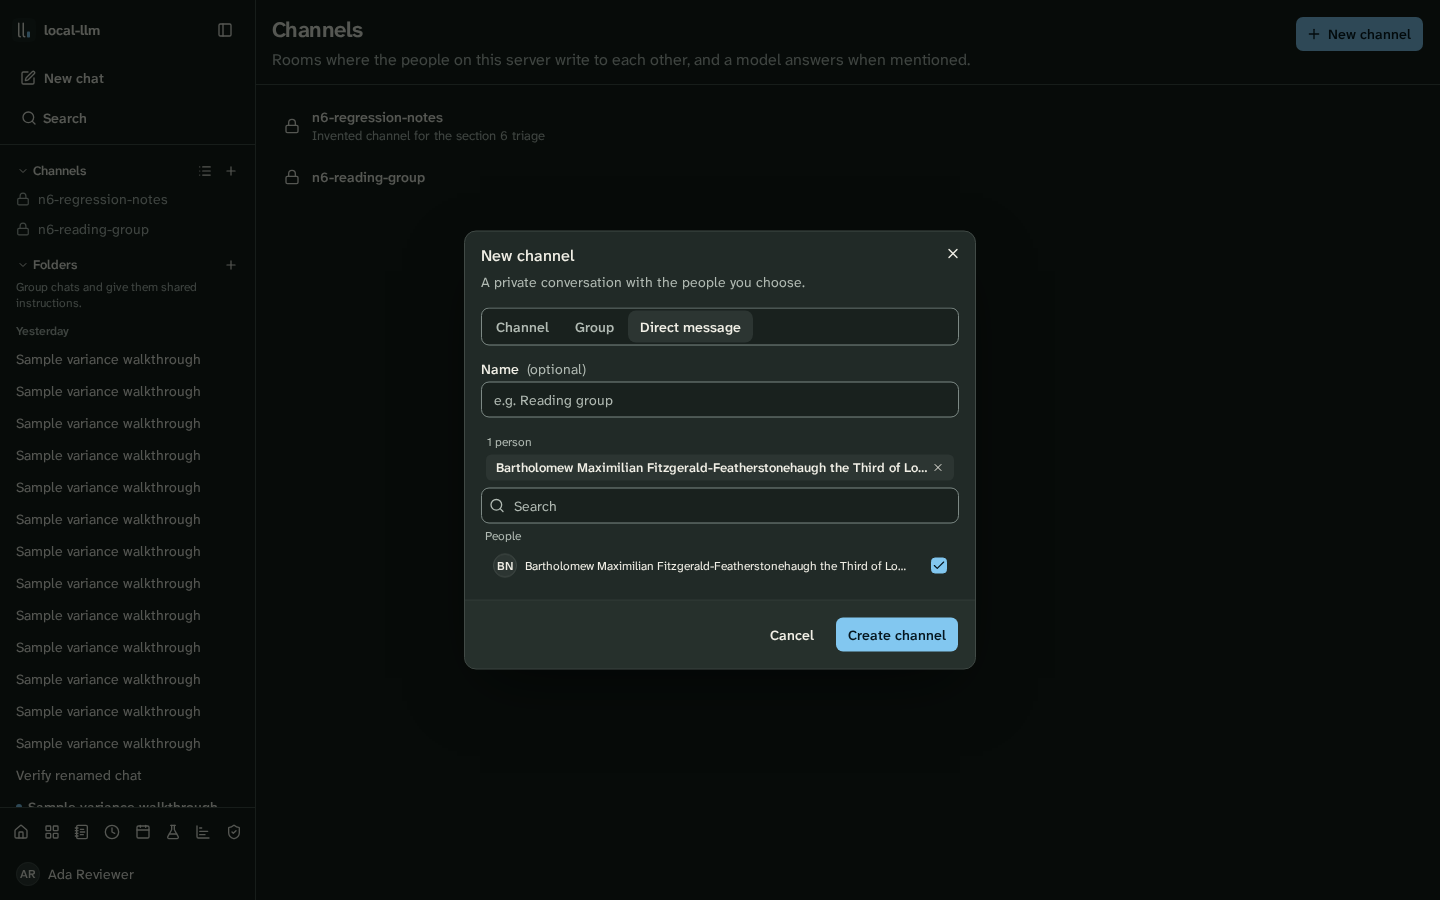 local-llm
New chat
Search
Channels
n6-regression-notes
n6-reading-group
Folders
Group chats and give them shared
instructions.
Yesterday
Sample variance walkthrough
Sample variance walkthrough
Sample variance walkthrough
Sample variance walkthrough
Sample variance walkthrough
Sample variance walkthrough
Sample variance walkthrough
Sample variance walkthrough
Sample variance walkthrough
Sample variance walkthrough
Sample variance walkthrough
Sample variance walkthrough
Sample variance walkthrough
Verify renamed chat
Sample variance walkthrough
AR Ada Reviewer
Channels
Rooms where the people on this server write to each other, and a model answers when mentioned.
New channel
n6-regression-notes
Invented channel for the section 6 triage
n6-reading-group
New channel
A private conversation with the people you choose.
Channel Group Direct message
Name (optional)
e.g. Reading group
1 person
Bartholomew Maximilian Fitzgerald-Featherstonehaugh the Third of Lo...
Search
People
BN Bartholomew Maximilian Fitzgerald-Featherstonehaugh the Third of Lo...
Cancel Create channel